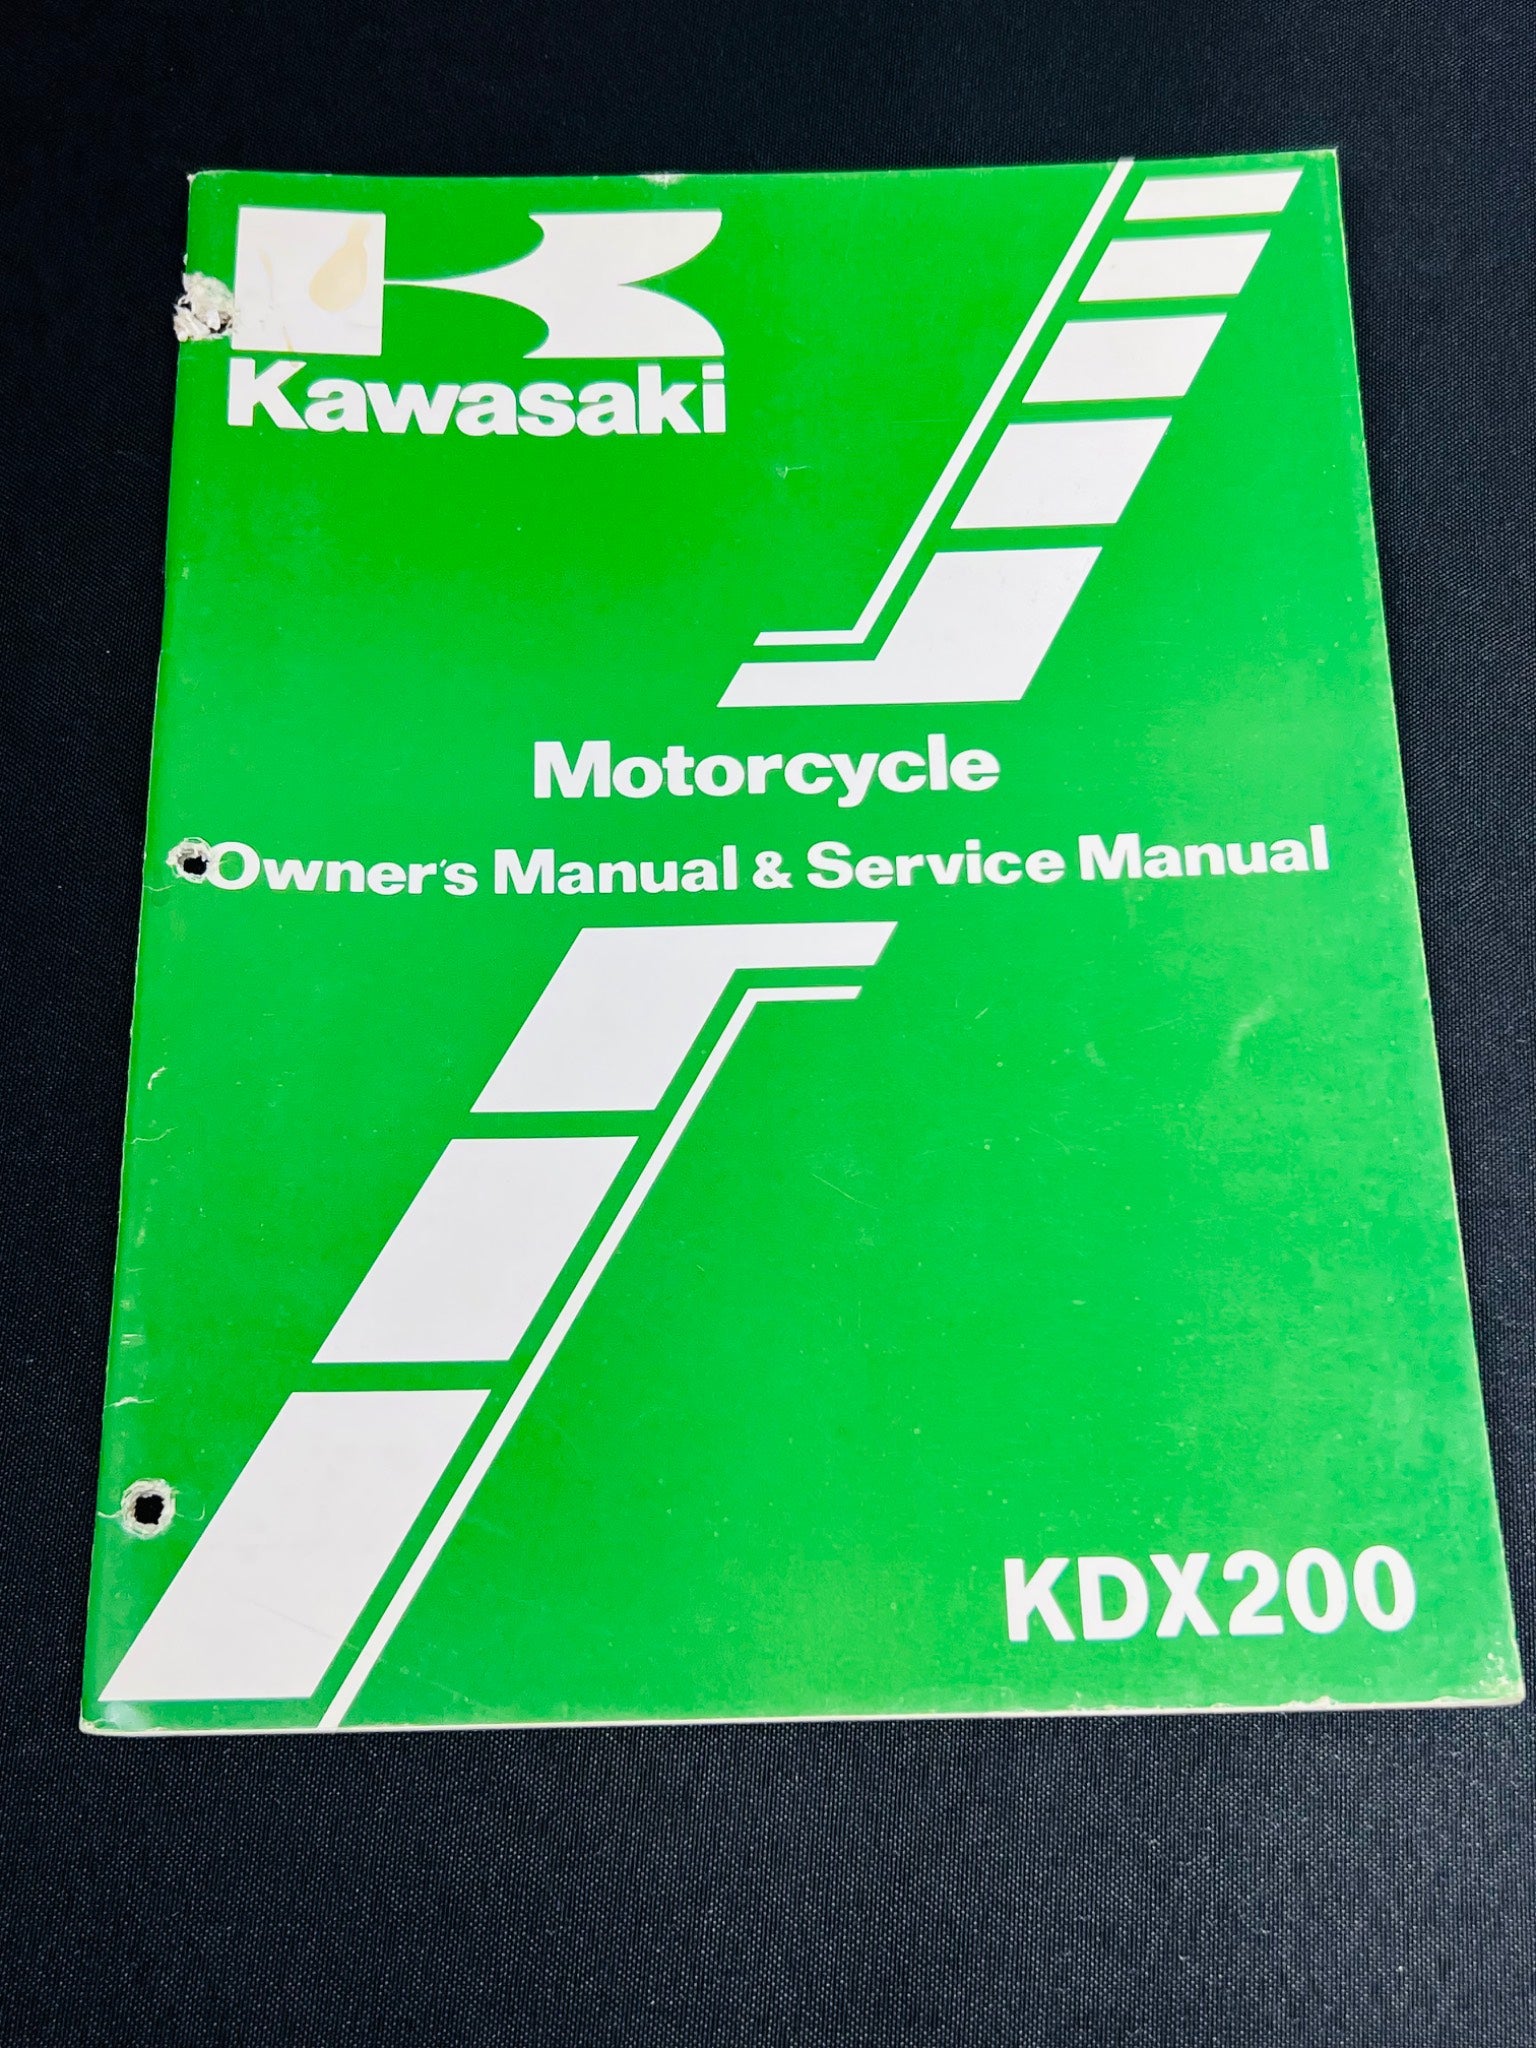 Kawasaki
Motorcycle
Owner's Manual & Service Manual
KDX200